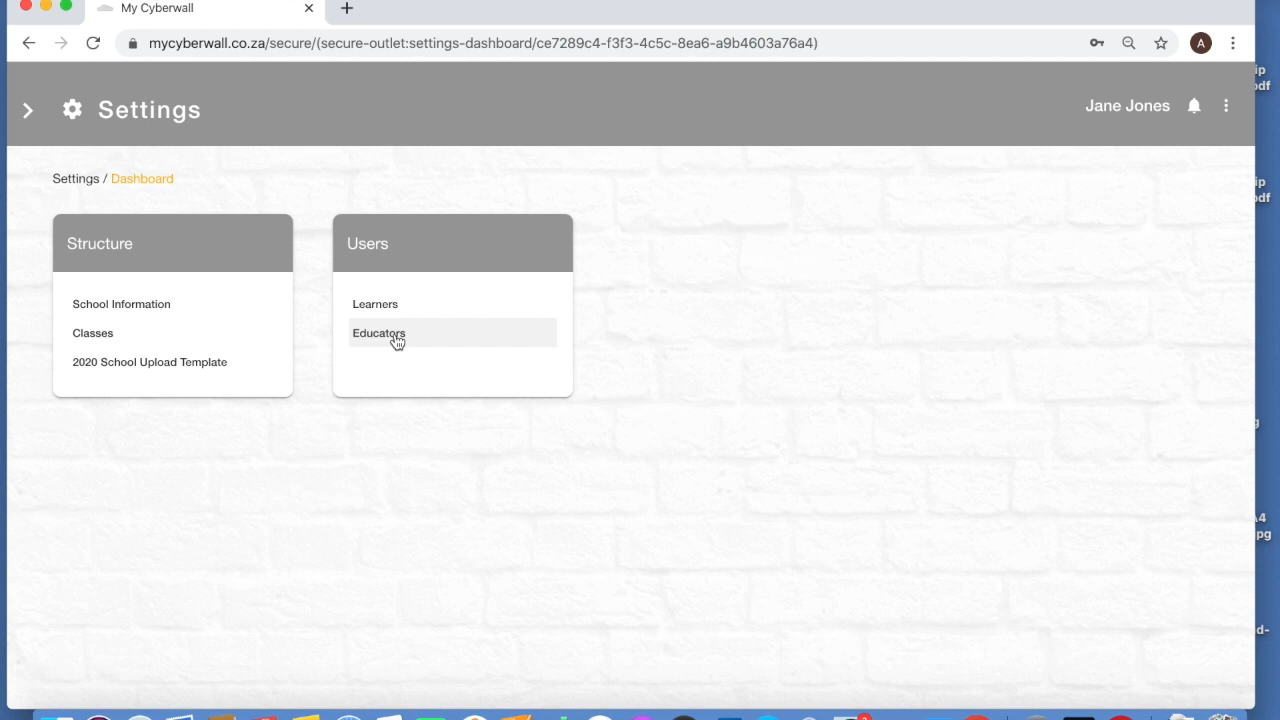 My Cyberwall
mycyberwall.co.za/secure/(secure-outlet:settings-dashboard/ce7289c4-f3f3-4c5c-8ea6-a9b4603a76a4)
A
Settings
Jane Jones
Settings / Dashboard
Structure
Users
School Information
Classes
2020 School Upload Template
Learners
Educators